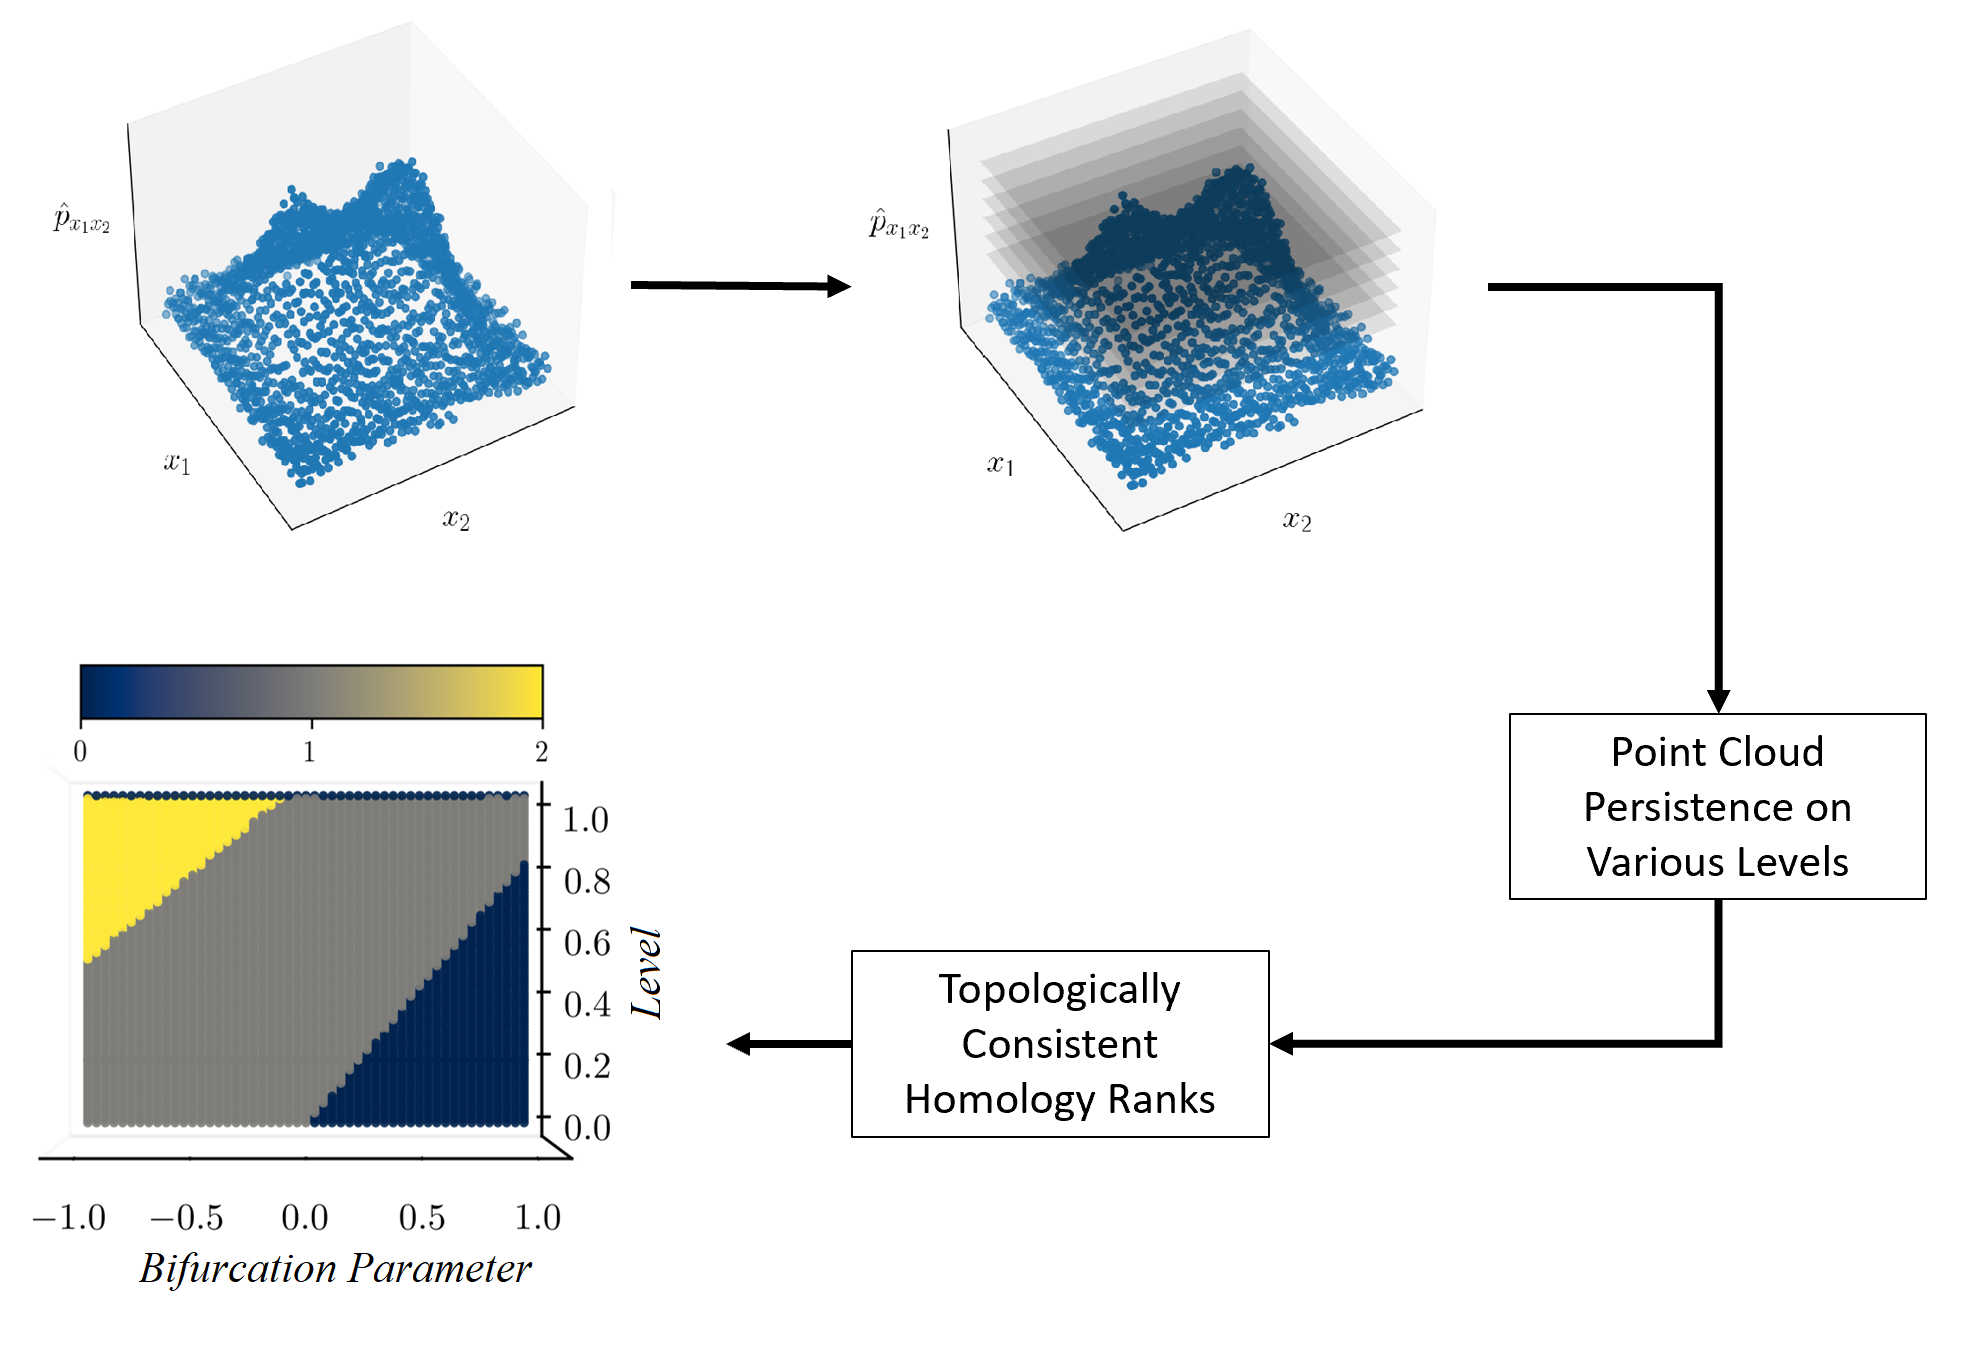 p̂x₁x₂
x₁
x₂
p̂x₁x₂
x₁
x₂
Point Cloud
Persistence on
Various Levels
Topologically
Consistent
Homology Ranks
0 1 2
1.0
0.8
0.6
0.4
0.2
0.0
Level
−1.0 −0.5 0.0 0.5 1.0
Bifurcation Parameter